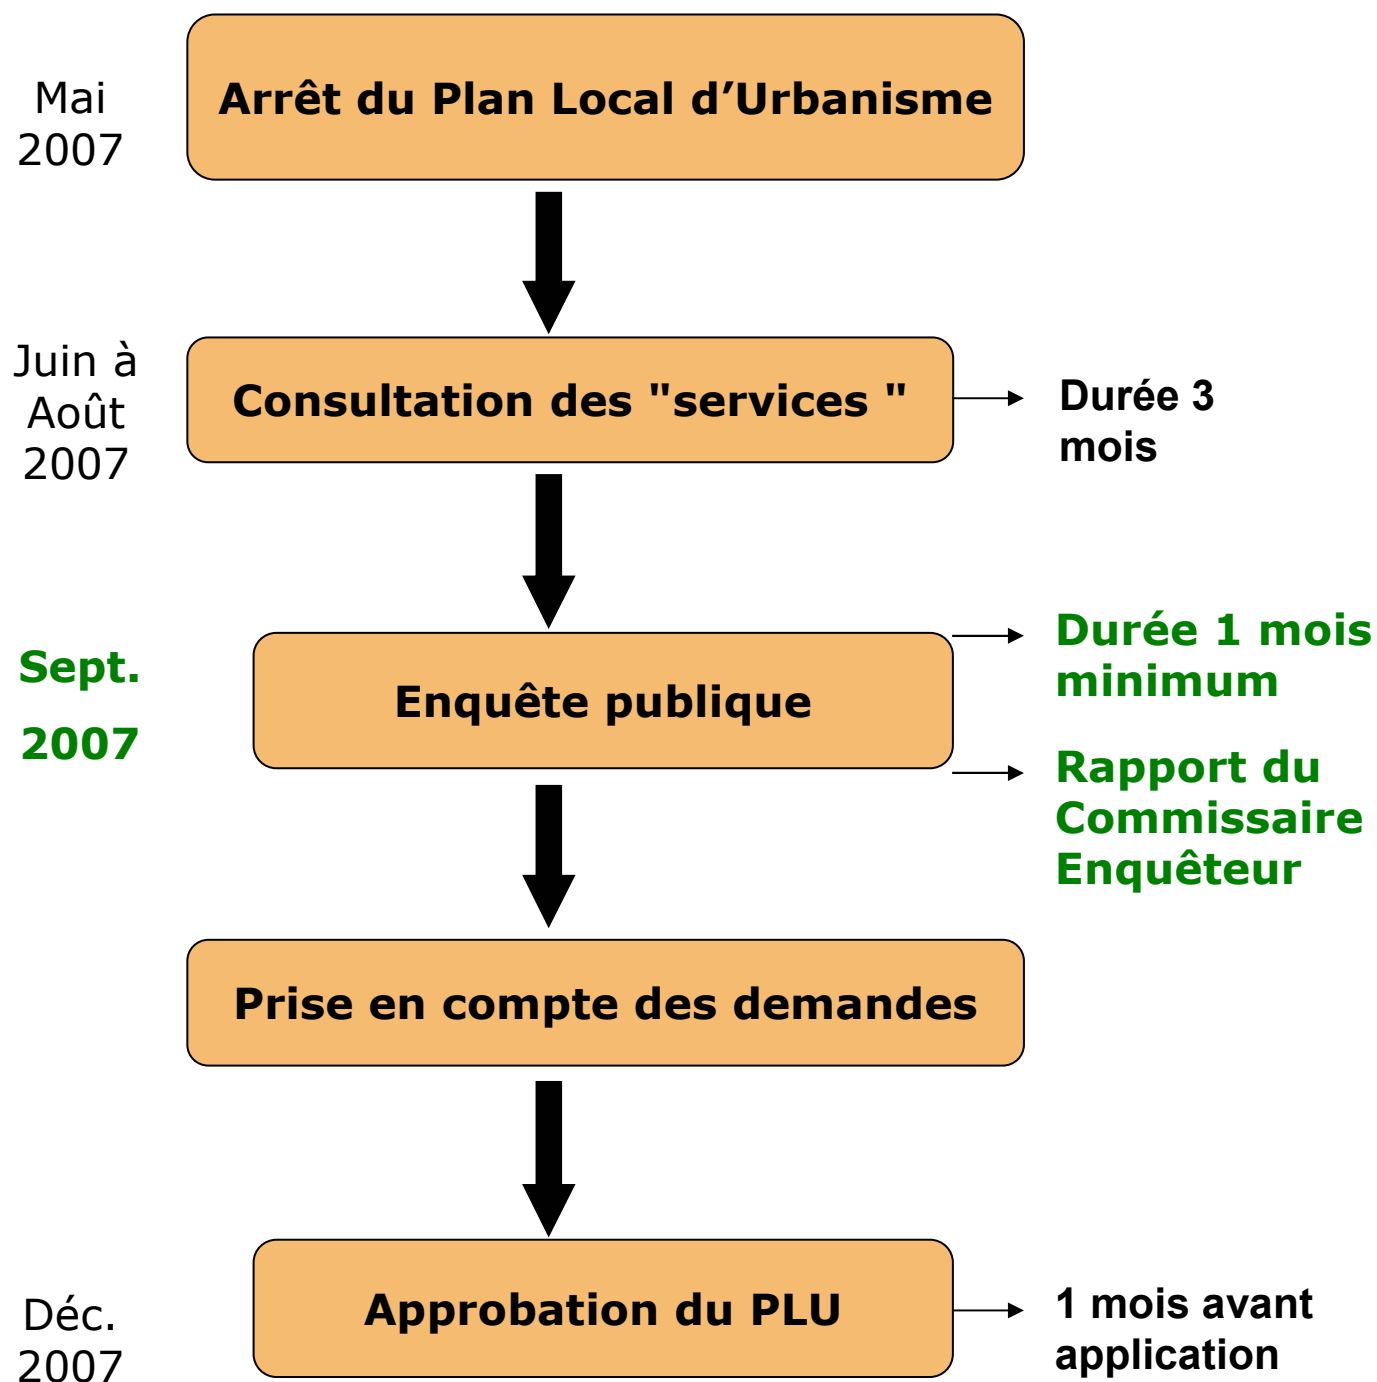 Mai
2007
Arrêt du Plan Local d’Urbanisme
Juin à
Août
2007
Consultation des "services "
Durée 3
mois
Sept.
2007
Enquête publique
Durée 1 mois
minimum
Rapport du
Commissaire
Enquêteur
Prise en compte des demandes
Déc.
2007
Approbation du PLU
1 mois avant
application